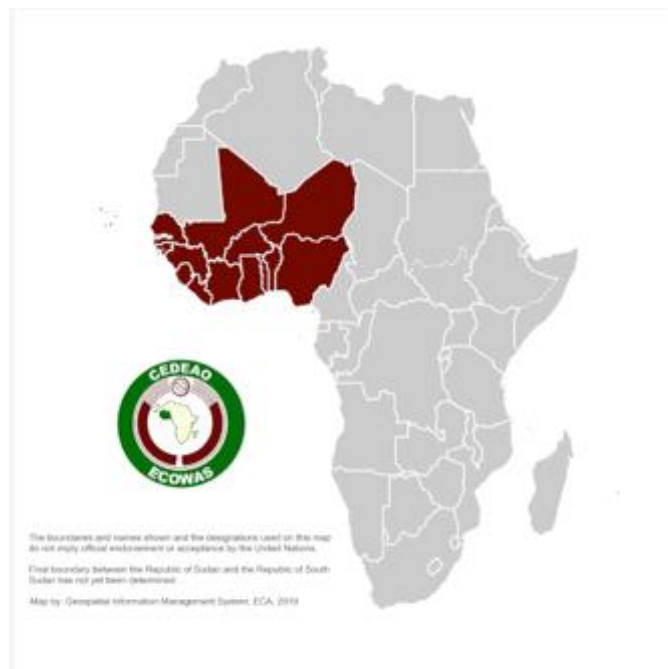 CEDEAO
ECOWAS
The boundaries and names shown and the designations used on this map
do not imply official endorsement or acceptance by the United Nations.
Final boundary between the Republic of Sudan and the Republic of South
Sudan has not yet been determined
Map by: Geospatial Information Management System, ECA, 2019